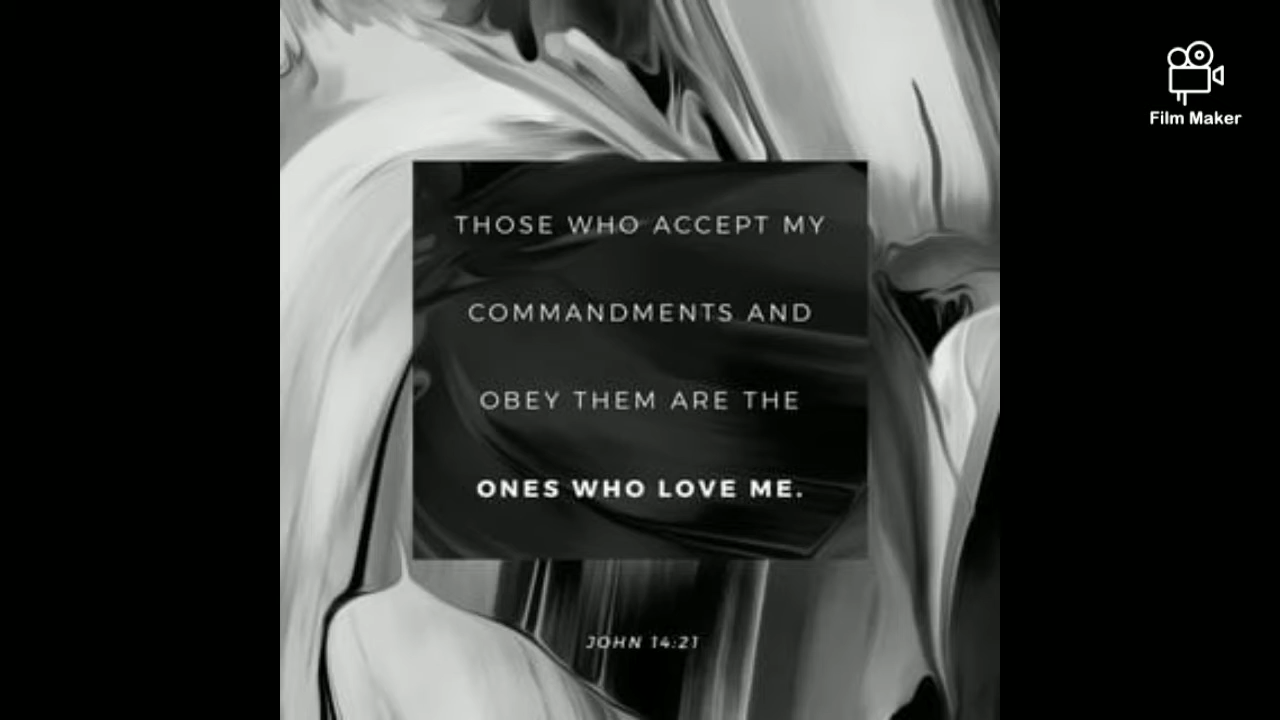 Film Maker
THOSE WHO ACCEPT MY
COMMANDMENTS AND
OBEY THEM ARE THE
ONES WHO LOVE ME.
JOHN 14:21